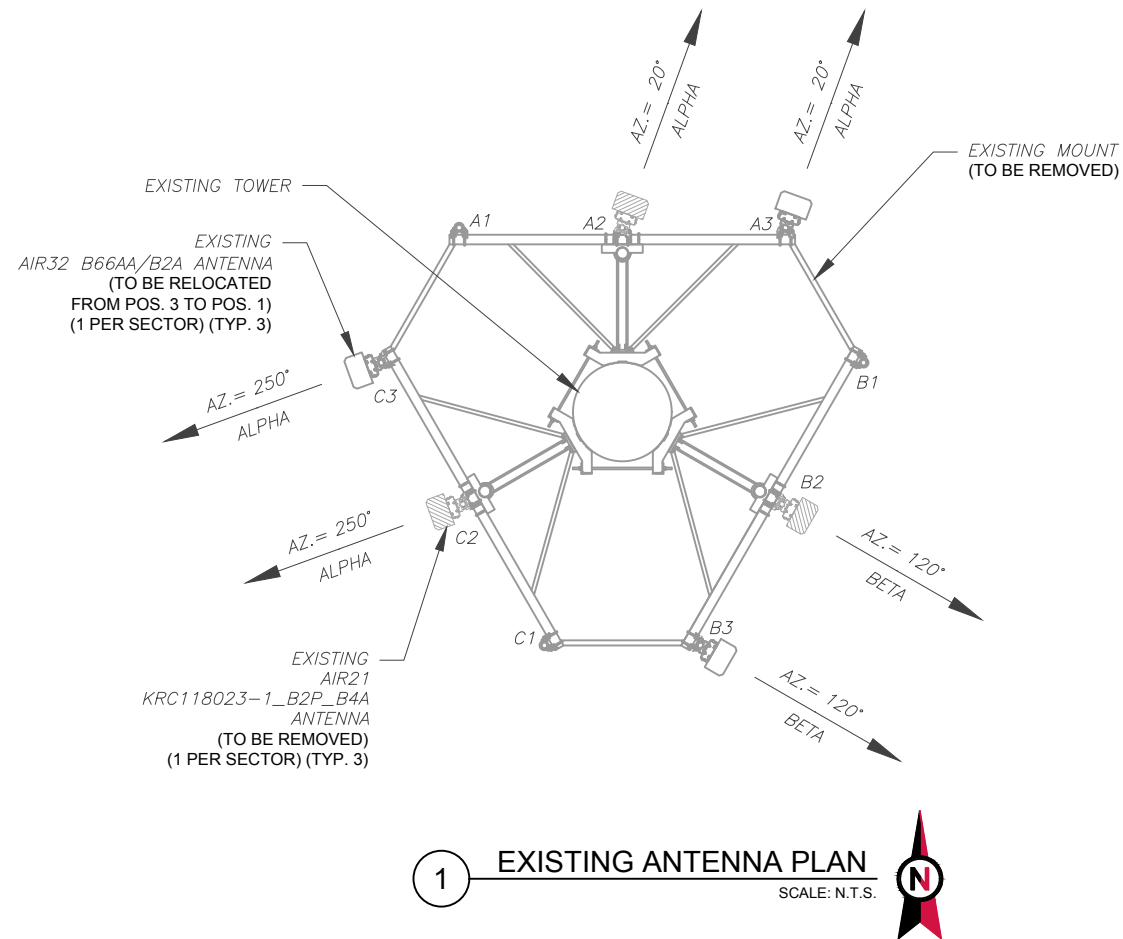 AZ.= 20°
ALPHA
AZ.= 20°
ALPHA
EXISTING MOUNT
(TO BE REMOVED)
EXISTING TOWER
A1
A2
A3
EXISTING
AIR32 B66AA/B2A ANTENNA
(TO BE RELOCATED
FROM POS. 3 TO POS. 1)
(1 PER SECTOR) (TYP. 3)
B1
C3
AZ.= 250°
ALPHA
B2
C2
AZ.= 250°
ALPHA
AZ.= 120°
BETA
C1
B3
EXISTING
AIR21
KRC118023-1_B2P_B4A
ANTENNA
(TO BE REMOVED)
(1 PER SECTOR) (TYP. 3)
AZ.= 120°
BETA
1
EXISTING ANTENNA PLAN
SCALE: N.T.S.
N